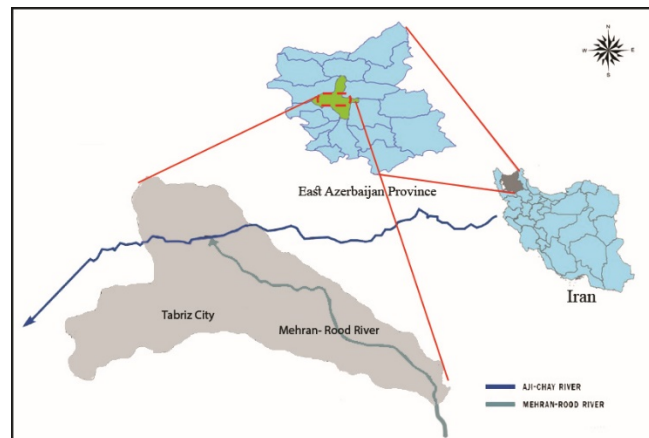 N
W
E
S
East Azerbaijan Province
Iran
Tabriz City
Mehran- Rood River
AJI-CHAY RIVER
MEHRAN-ROOD RIVER